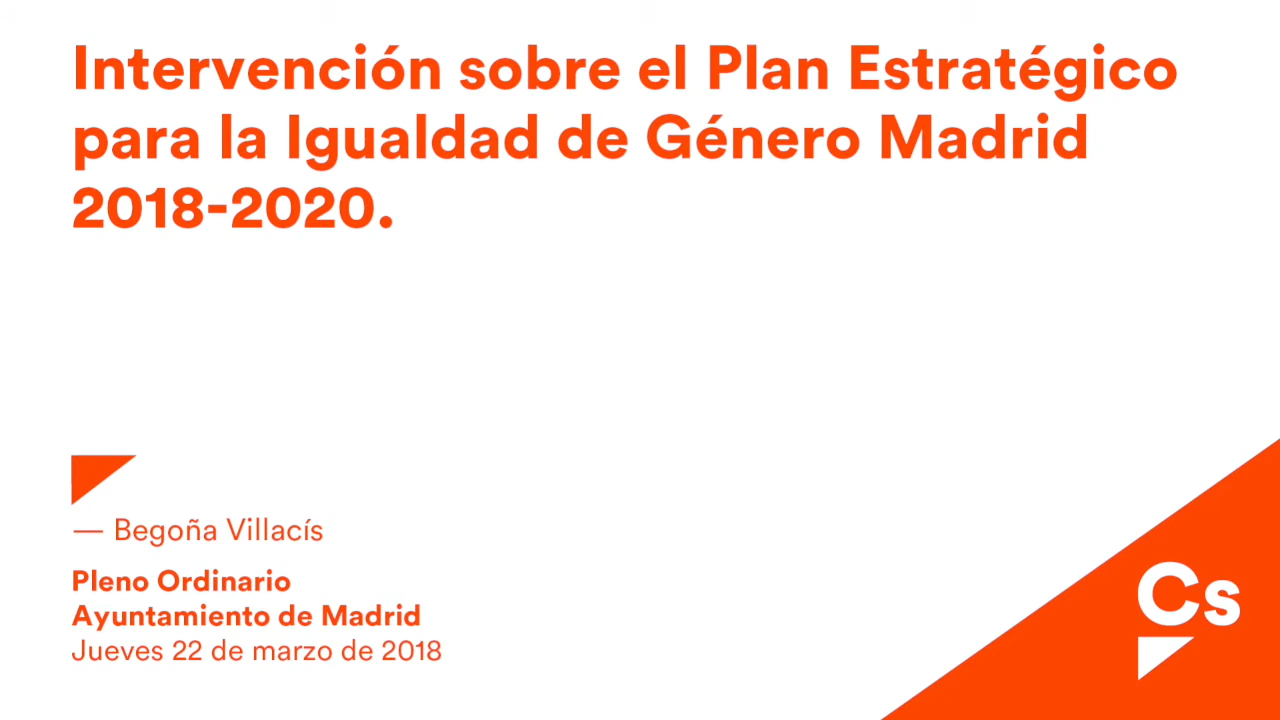 Intervención sobre el Plan Estratégico
para la Igualdad de Género Madrid
2018-2020.
— Begoña Villacís
Pleno Ordinario
Ayuntamiento de Madrid
Jueves 22 de marzo de 2018
Cs